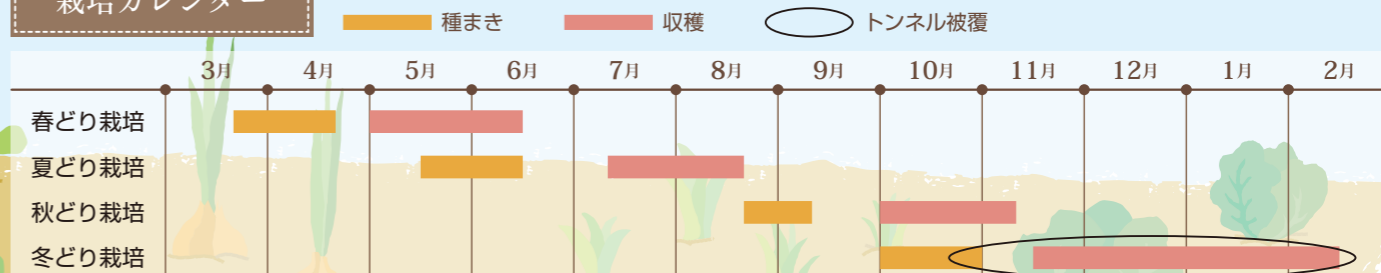 栽培カレンダー
種まき 収穫 トンネル被覆
3月 4月 5月 6月 7月 8月 9月 10月 11月 12月 1月 2月
春どり栽培
夏どり栽培
秋どり栽培
冬どり栽培